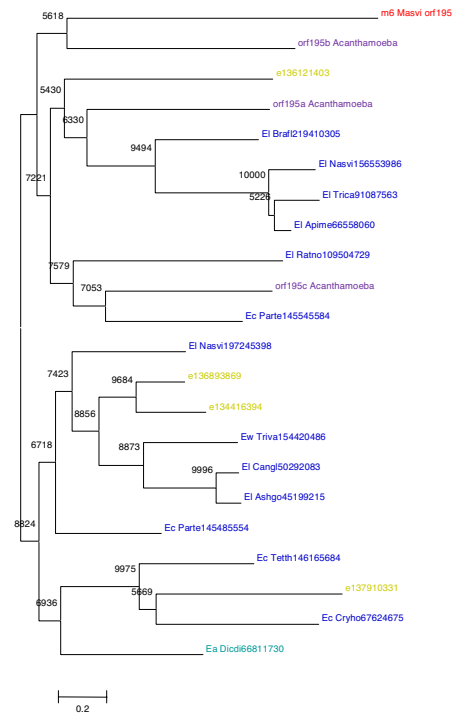 m6 Masvi orf195
5618
orf195b Acanthamoeba
e136121403
5430
orf195a Acanthamoeba
6330
El Brafl219410305
9494
El Nasvi156553986
10000
7221
El Trica91087563
5226
El Apime66558060
El Ratno109504729
7579
orf195c Acanthamoeba
7053
Ec Parte145545584
El Nasvi197245398
7423
e136893869
9684
e134416394
8856
Ew Triva154420486
6718
8873
El Cangl50292083
9996
El Ashgo45199215
8824
Ec Parte145485554
Ec Tetth146165684
9975
e137910331
5669
6936
Ec Cryho67624675
Ea Dicdi66811730
0.2